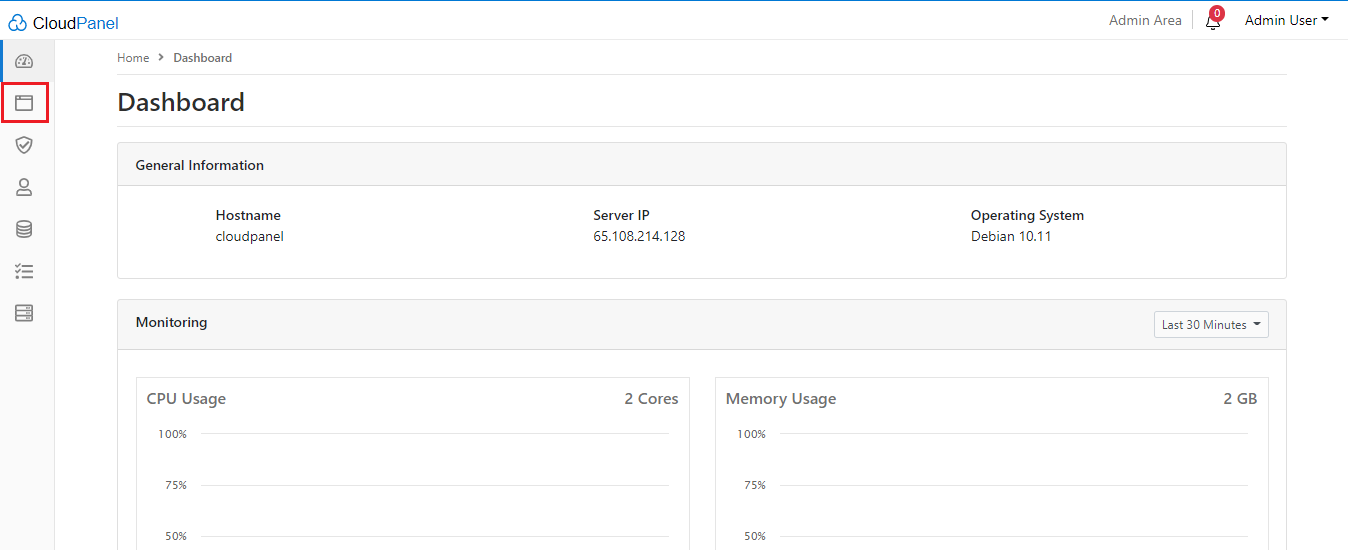 CloudPanel
Admin Area
0
Admin User
Home > Dashboard
Dashboard
General Information
Hostname
cloudpanel
Server IP
65.108.214.128
Operating System
Debian 10.11
Monitoring
Last 30 Minutes
CPU Usage
2 Cores
100%
75%
50%
Memory Usage
2 GB
100%
75%
50%